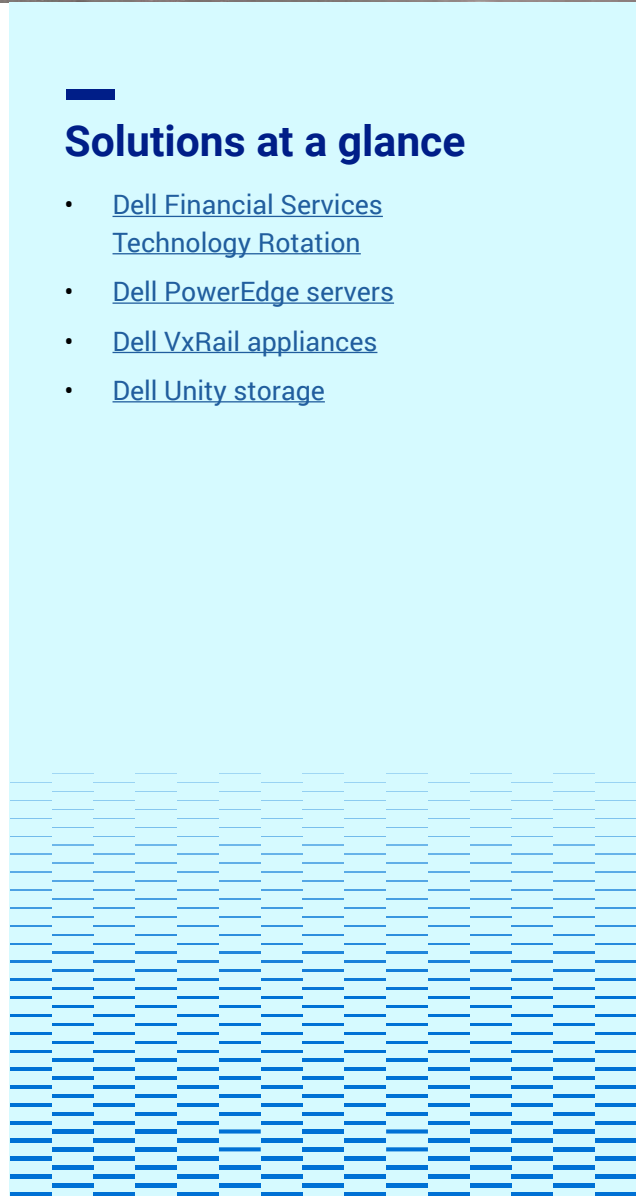 Solutions at a glance
• Dell Financial Services
Technology Rotation
• Dell PowerEdge servers
• Dell VxRail appliances
• Dell Unity storage